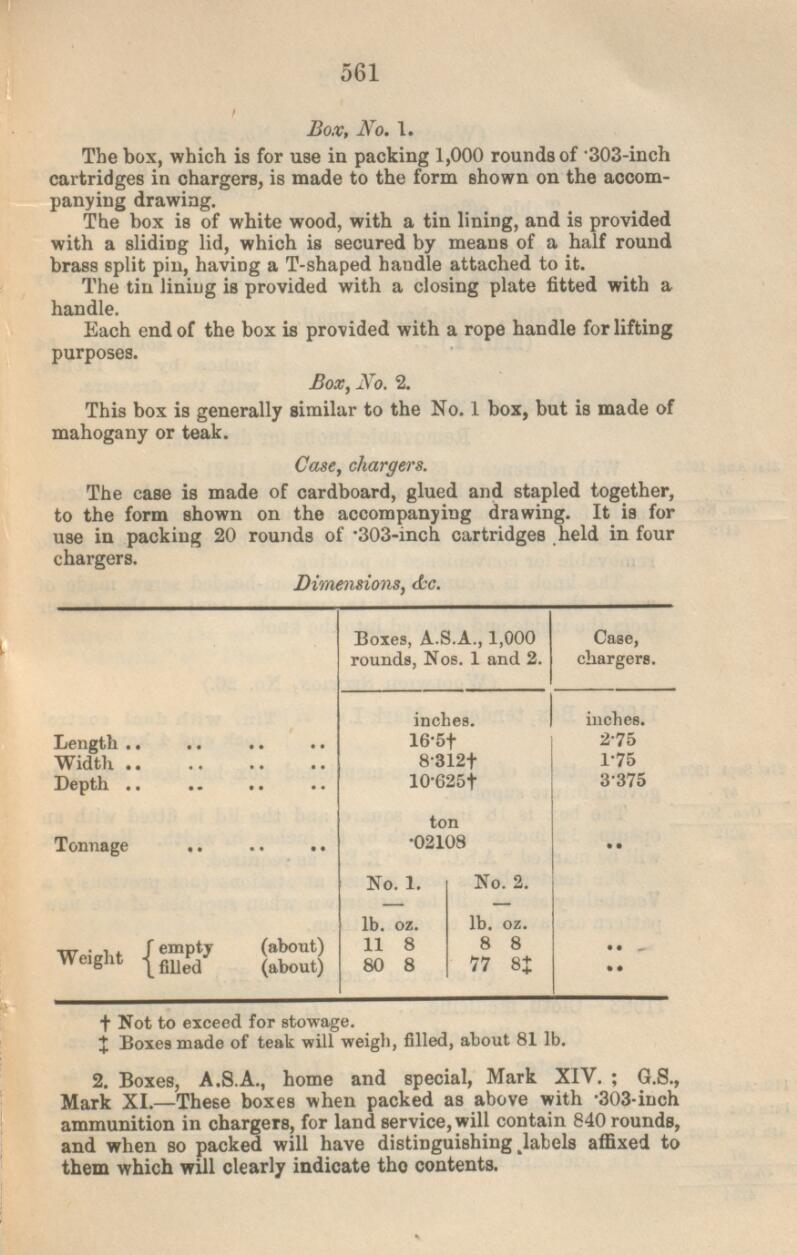 561
Box, No. 1.
The box, which is for use in packing 1,000 rounds of ·303-inch
cartridges in chargers, is made to the form shown on the accom-
panying drawing.
The box is of white wood, with a tin lining, and is provided
with a sliding lid, which is secured by means of a half round
brass split pin, having a T-shaped handle attached to it.
The tin lining is provided with a closing plate fitted with a
handle.
Each end of the box is provided with a rope handle for lifting
purposes.
Box, No. 2.
This box is generally similar to the No. 1 box, but is made of
mahogany or teak.
Case, chargers.
The case is made of cardboard, glued and stapled together,
to the form shown on the accompanying drawing. It is for
use in packing 20 rounds of ·303-inch cartridges held in four
chargers.
Dimensions, &c.
Boxes, A.S.A., 1,000 Case,
rounds, Nos. 1 and 2. chargers.
inches. inches.
Length .. .. .. .. 16·5† 2·75
Width .. .. .. .. 8·312† 1·75
Depth .. .. .. .. 10·625† 3·375
ton
Tonnage .. .. .. ·02108 ..
No. 1. No. 2.
— —
lb. oz. lb. oz.
Weight { empty (about) 11 8 8 8 ..
filled (about) 80 8 77 8‡ ..
† Not to exceed for stowage.
‡ Boxes made of teak will weigh, filled, about 81 lb.
2. Boxes, A.S.A., home and special, Mark XIV. ; G.S.,
Mark XI.—These boxes when packed as above with ·303-inch
ammunition in chargers, for land service, will contain 840 rounds,
and when so packed will have distinguishing labels affixed to
them which will clearly indicate the contents.